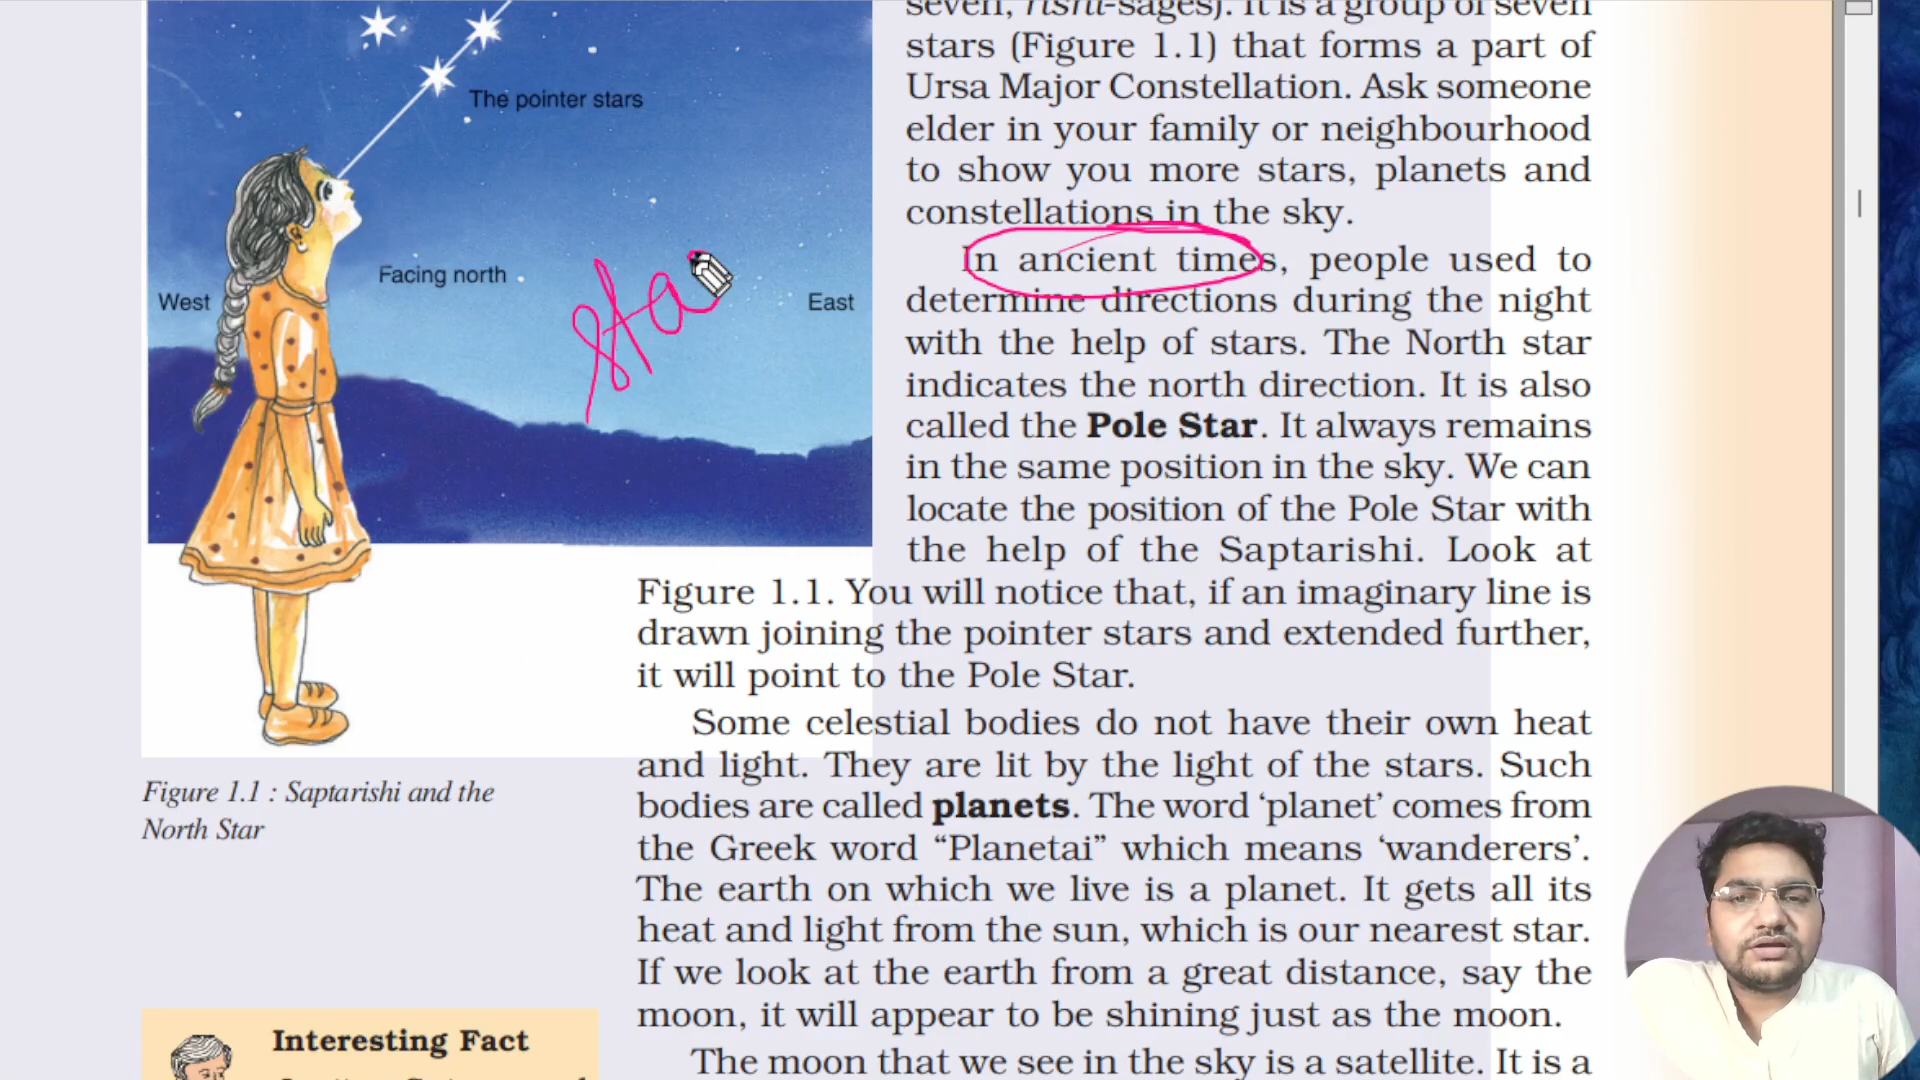 seven, rishi-sages). It is a group of seven
stars (Figure 1.1) that forms a part of
Ursa Major Constellation. Ask someone
elder in your family or neighbourhood
to show you more stars, planets and
constellations in the sky.
In ancient times, people used to
determine directions during the night
with the help of stars. The North star
indicates the north direction. It is also
called the Pole Star. It always remains
in the same position in the sky. We can
locate the position of the Pole Star with
the help of the Saptarishi. Look at
Figure 1.1. You will notice that, if an imaginary line is
drawn joining the pointer stars and extended further,
it will point to the Pole Star.
Some celestial bodies do not have their own heat
and light. They are lit by the light of the stars. Such
bodies are called planets. The word ‘planet’ comes from
the Greek word “Planetai” which means ‘wanderers’.
The earth on which we live is a planet. It gets all its
heat and light from the sun, which is our nearest star.
If we look at the earth from a great distance, say the
moon, it will appear to be shining just as the moon.
The moon that we see in the sky is a satellite. It is a
The pointer stars
Facing north
West
East
sta
Figure 1.1 : Saptarishi and the
North Star
Interesting Fact